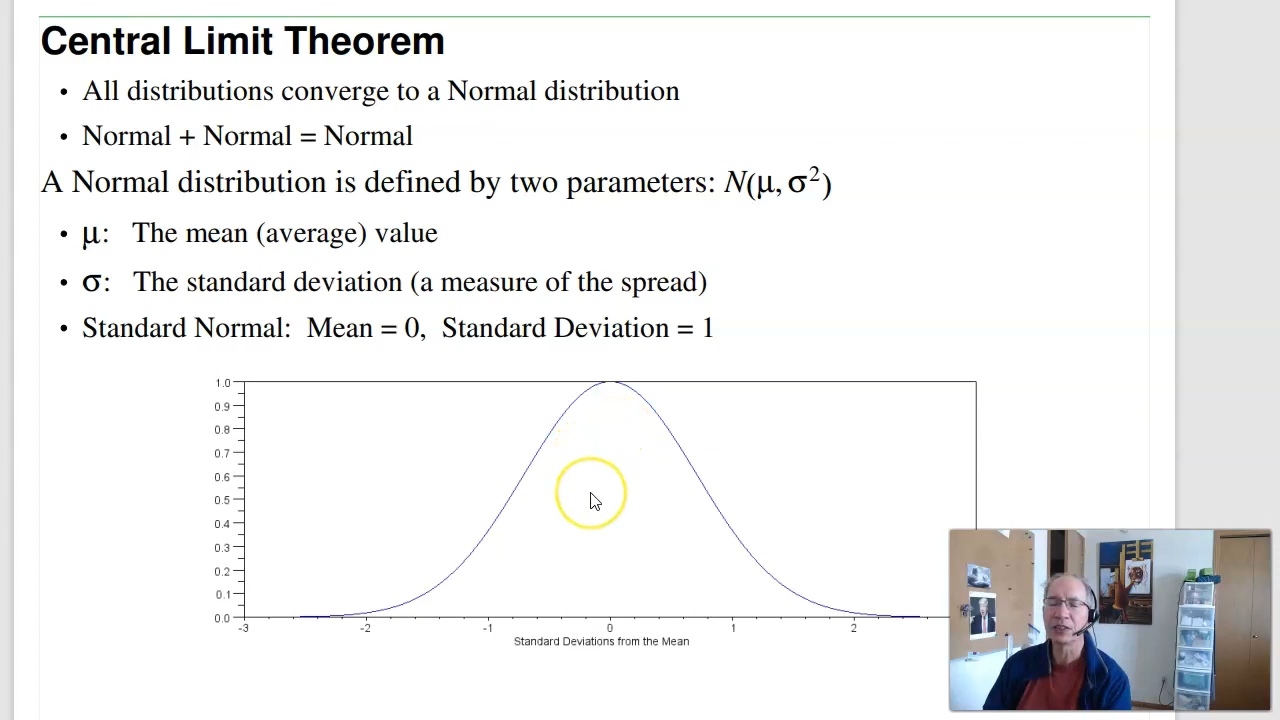 Central Limit Theorem
• All distributions converge to a Normal distribution
• Normal + Normal = Normal
A Normal distribution is defined by two parameters: N(μ, σ²)
• μ: The mean (average) value
• σ: The standard deviation (a measure of the spread)
• Standard Normal: Mean = 0, Standard Deviation = 1
1.0
0.9
0.8
0.7
0.6
0.5
0.4
0.3
0.2
0.1
0.0
-3 -2 -1 0 1 2
Standard Deviations from the Mean